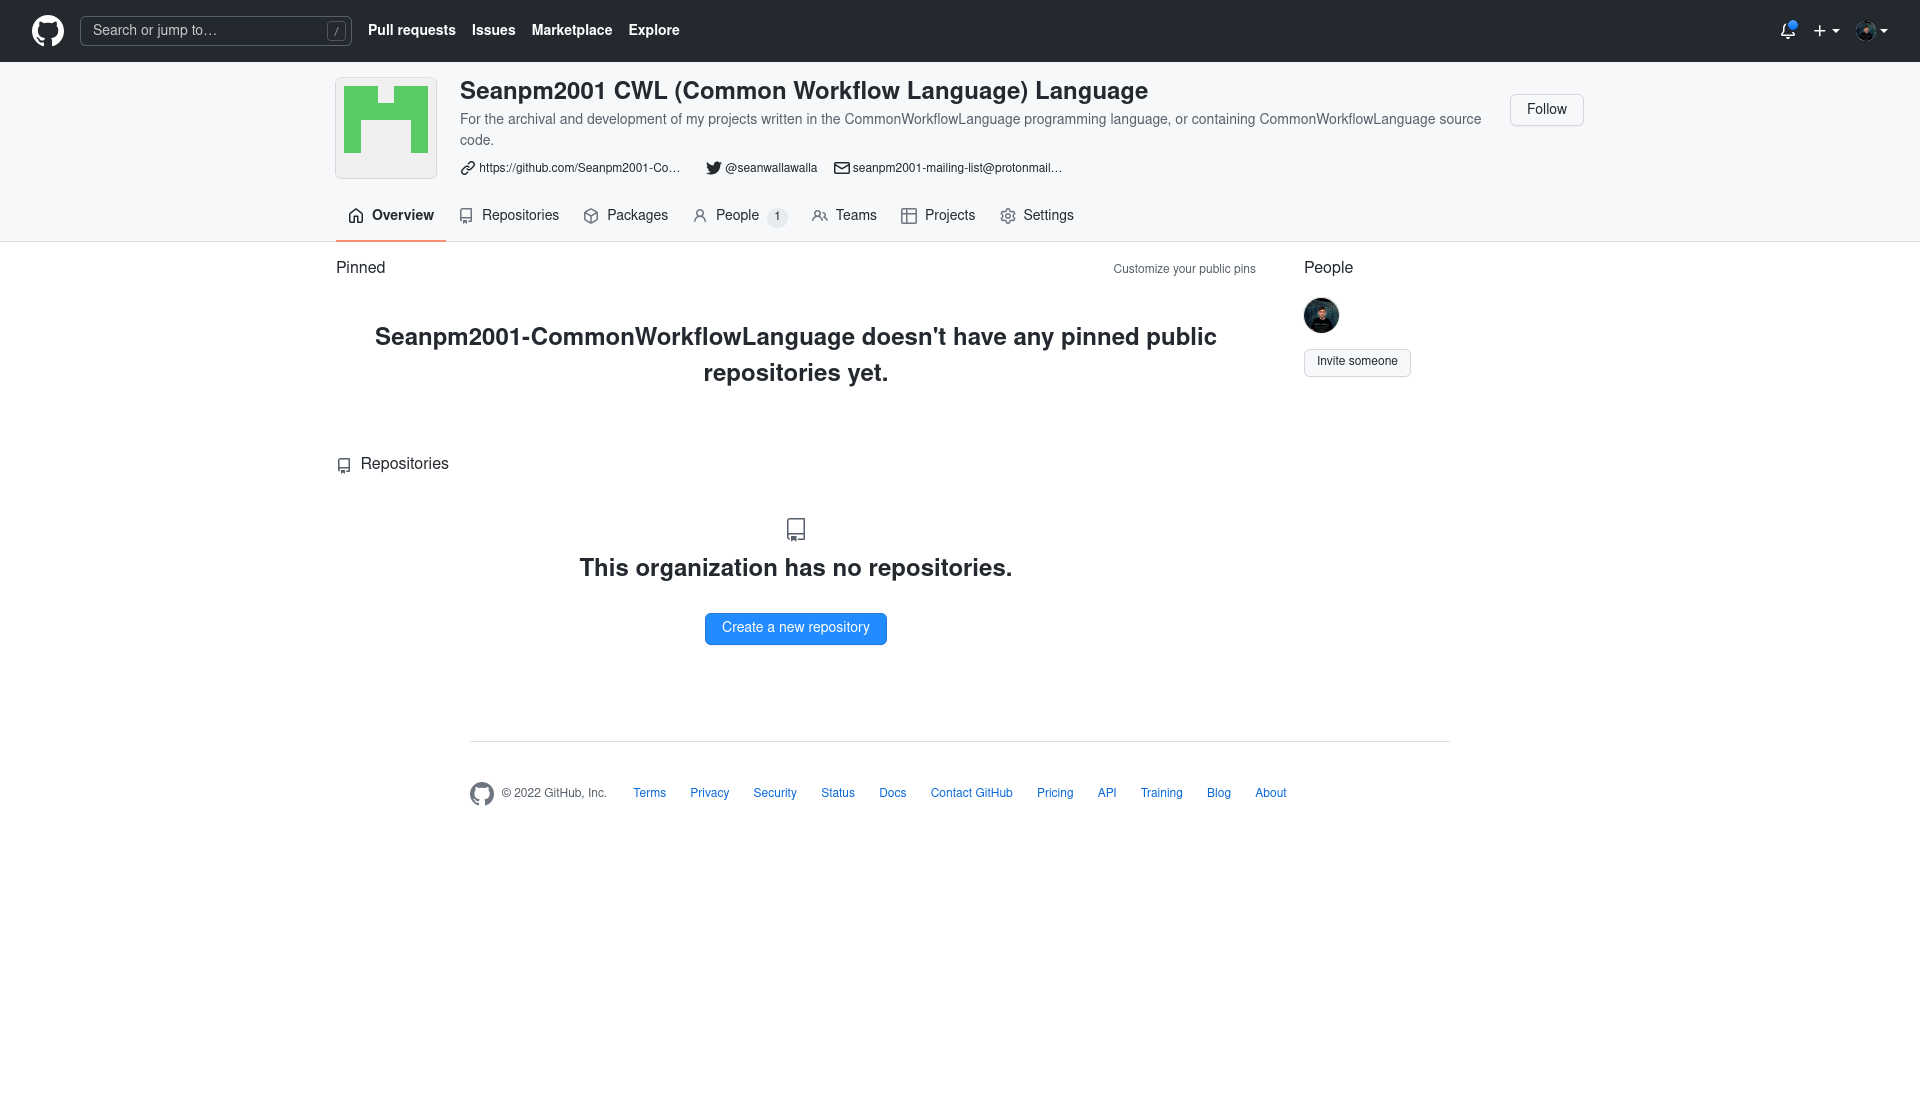 Search or jump to…
/
Pull requests
Issues
Marketplace
Explore
Seanpm2001 CWL (Common Workflow Language) Language
For the archival and development of my projects written in the CommonWorkflowLanguage programming language, or containing CommonWorkflowLanguage source
code.
Follow
https://github.com/Seanpm2001-Co…
@seanwallawalla
seanpm2001-mailing-list@protonmail…
Overview
Repositories
Packages
People 1
Teams
Projects
Settings
Pinned
Customize your public pins
People
Seanpm2001-CommonWorkflowLanguage doesn't have any pinned public
repositories yet.
Invite someone
Repositories
This organization has no repositories.
Create a new repository
© 2022 GitHub, Inc.
Terms
Privacy
Security
Status
Docs
Contact GitHub
Pricing
API
Training
Blog
About